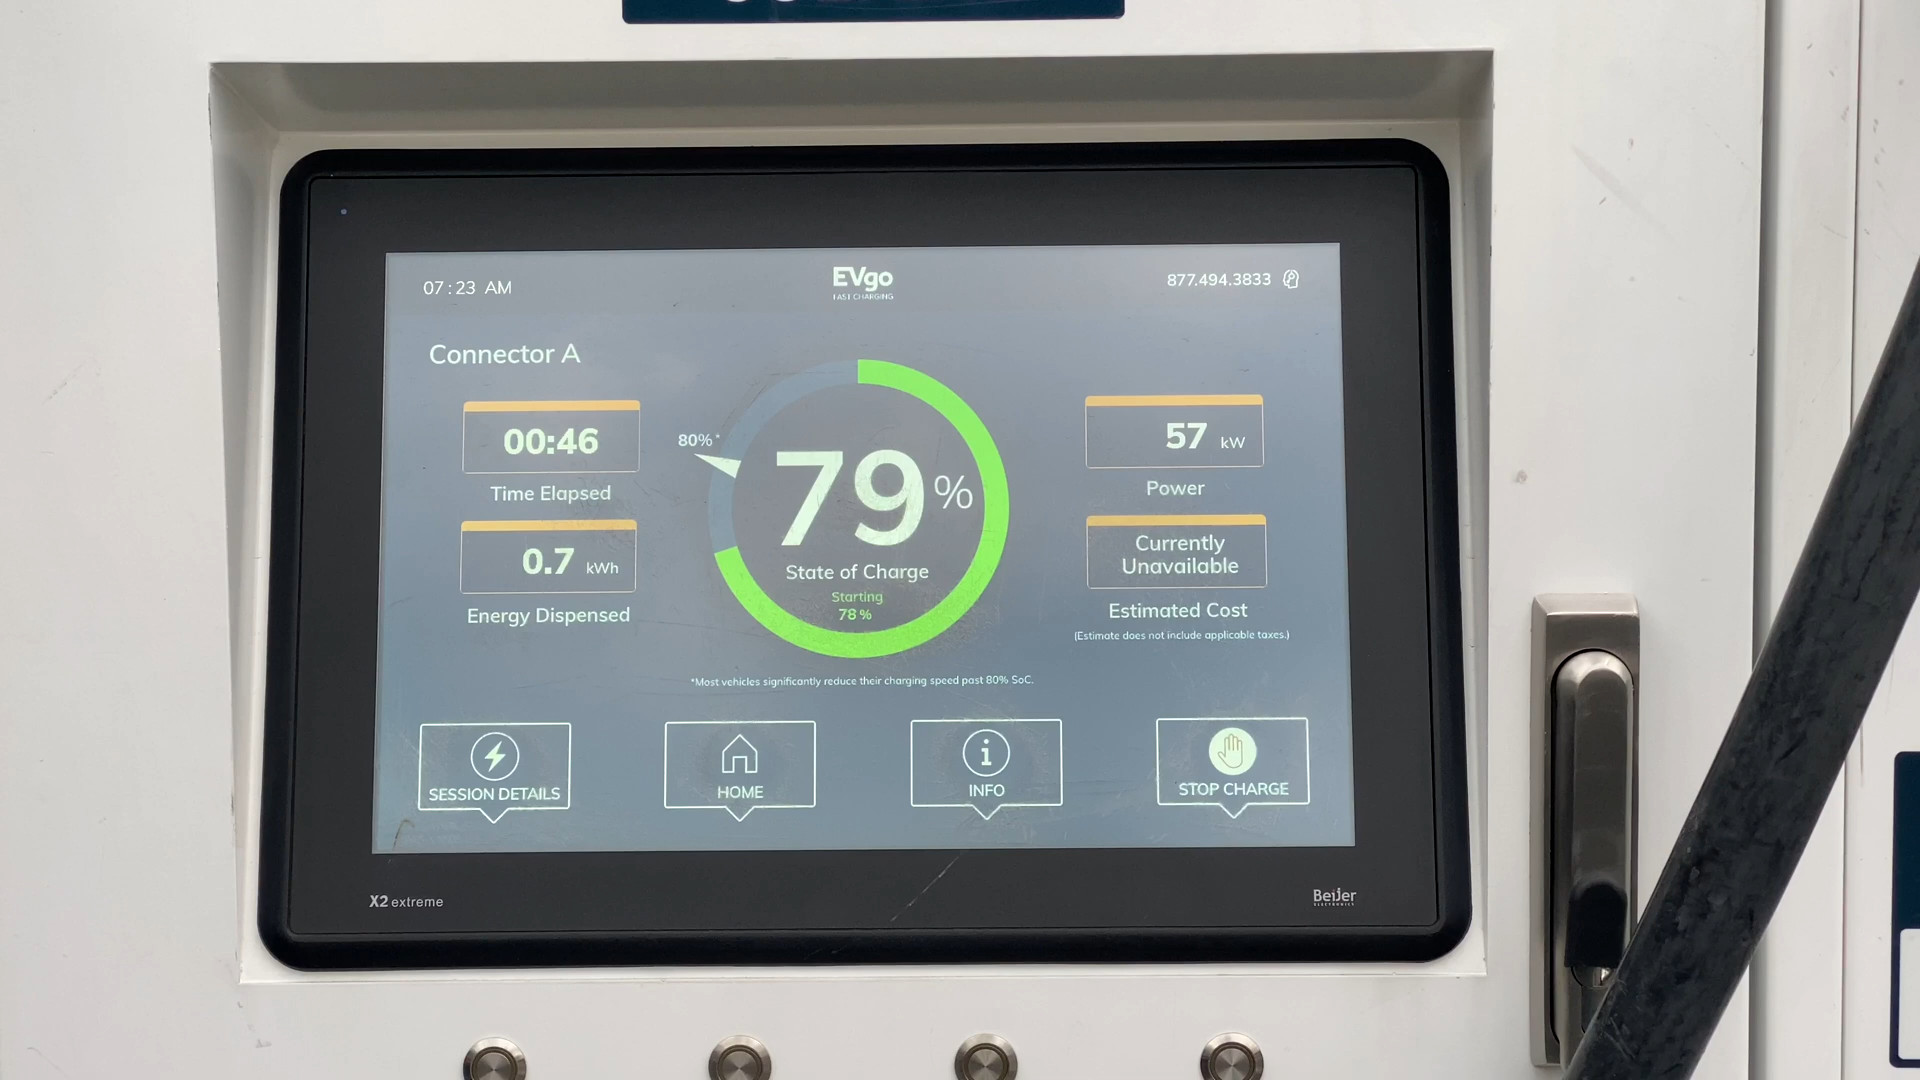 07:23 AM
EVgo
FAST CHARGING
877.494.3833
Connector A
00:46
Time Elapsed
0.7 kWh
Energy Dispensed
80%*
79%
State of Charge
Starting
78%
57 kW
Power
Currently
Unavailable
Estimated Cost
(Estimate does not include applicable taxes.)
*Most vehicles significantly reduce their charging speed past 80% SoC.
SESSION DETAILS
HOME
INFO
STOP CHARGE
X2 extreme
Beijer
ELECTRONICS